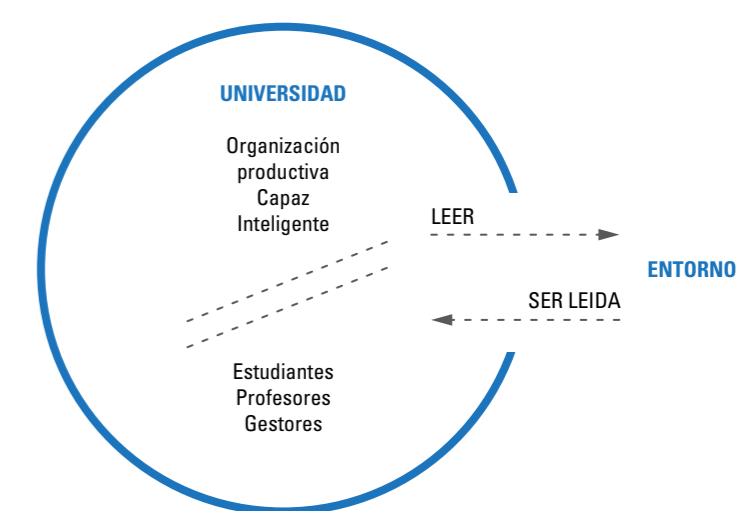 UNIVERSIDAD
Organización
productiva
Capaz
Inteligente
LEER
ENTORNO
SER LEIDA
Estudiantes
Profesores
Gestores